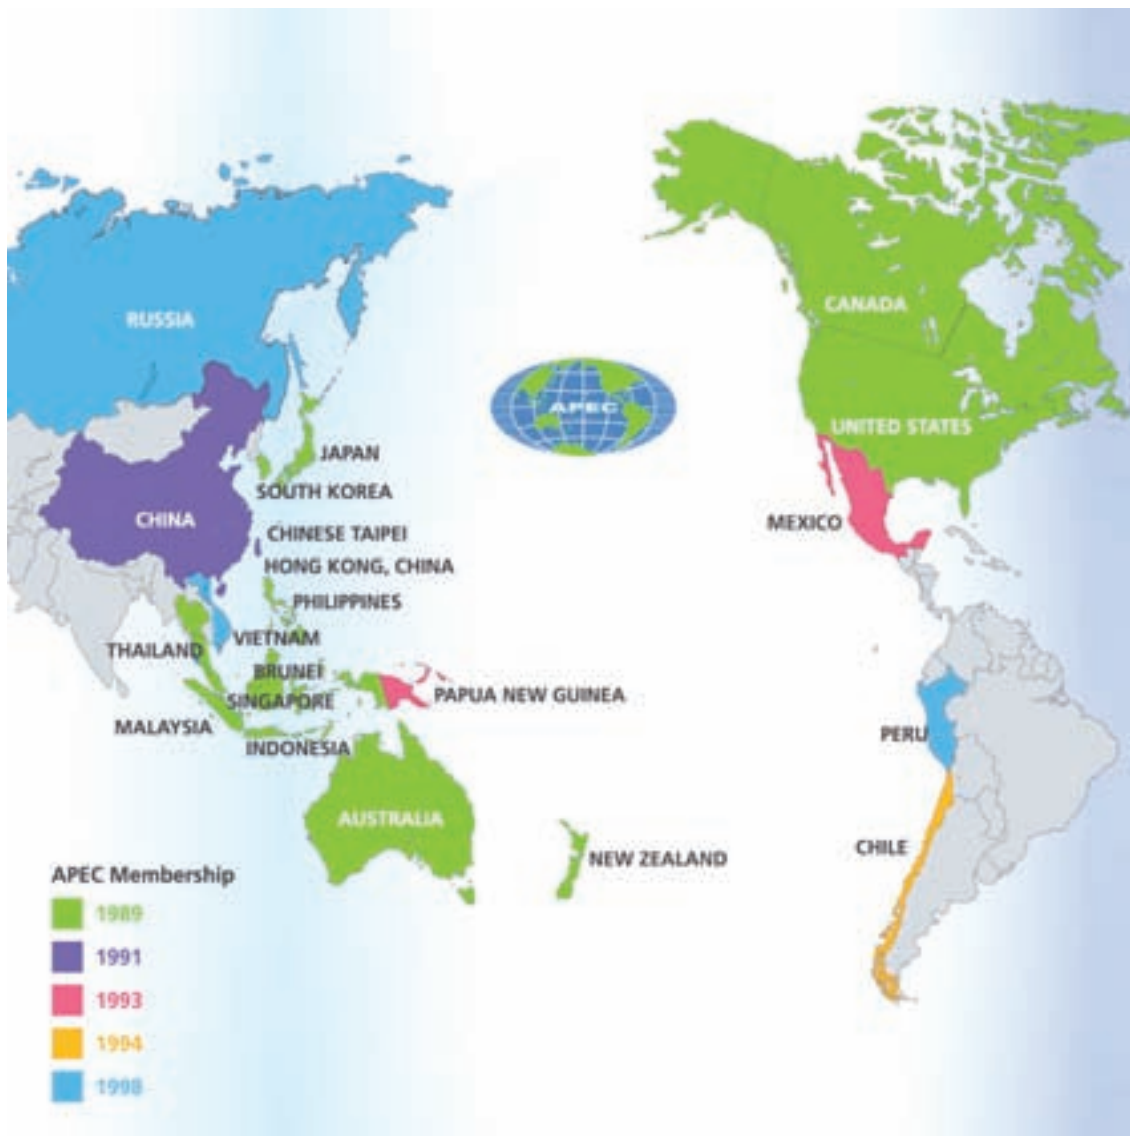 CANADA
RUSSIA
APEC
UNITED STATES
JAPAN
SOUTH KOREA
CHINA
MEXICO
CHINESE TAIPEI
HONG KONG, CHINA
PHILIPPINES
VIETNAM
THAILAND
BRUNEI
PAPUA NEW GUINEA
SINGAPORE
MALAYSIA
PERU
INDONESIA
AUSTRALIA
CHILE
NEW ZEALAND
APEC Membership
1989
1991
1993
1994
1998